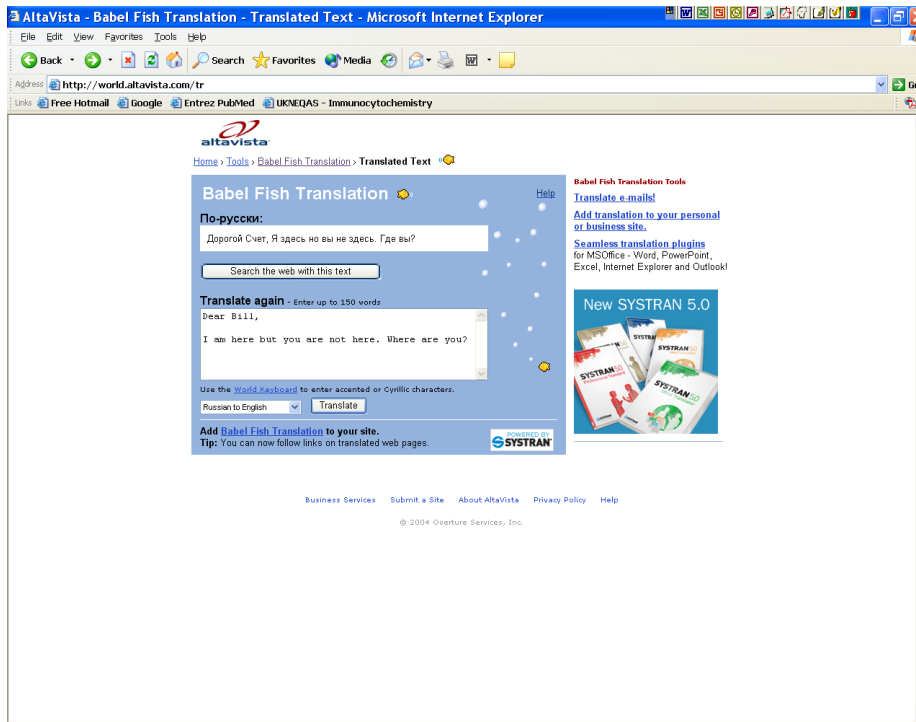 AltaVista - Babel Fish Translation - Translated Text - Microsoft Internet Explorer
File Edit View Favorites Tools Help
Back Search Favorites Media
Address http://world.altavista.com/tr
Links Free Hotmail Google Entrez PubMed UKNEQAS - Immunocytochemistry
altavista
Home › Tools › Babel Fish Translation › Translated Text
Babel Fish Translation
Help
По-русски:
Дорогой Счет, Я здесь но вы не здесь. Где вы?
Search the web with this text
Translate again - Enter up to 150 words
Dear Bill,
I am here but you are not here. Where are you?
Use the World Keyboard to enter accented or Cyrillic characters.
Russian to English Translate
Add Babel Fish Translation to your site.
Tip: You can now follow links on translated web pages.
POWERED BY
SYSTRAN
Babel Fish Translation Tools
Translate e-mails!
Add translation to your personal
or business site.
Seamless translation plugins
for MSOffice - Word, PowerPoint,
Excel, Internet Explorer and Outlook!
New SYSTRAN 5.0
Business Services Submit a Site About AltaVista Privacy Policy Help
© 2004 Overture Services, Inc.